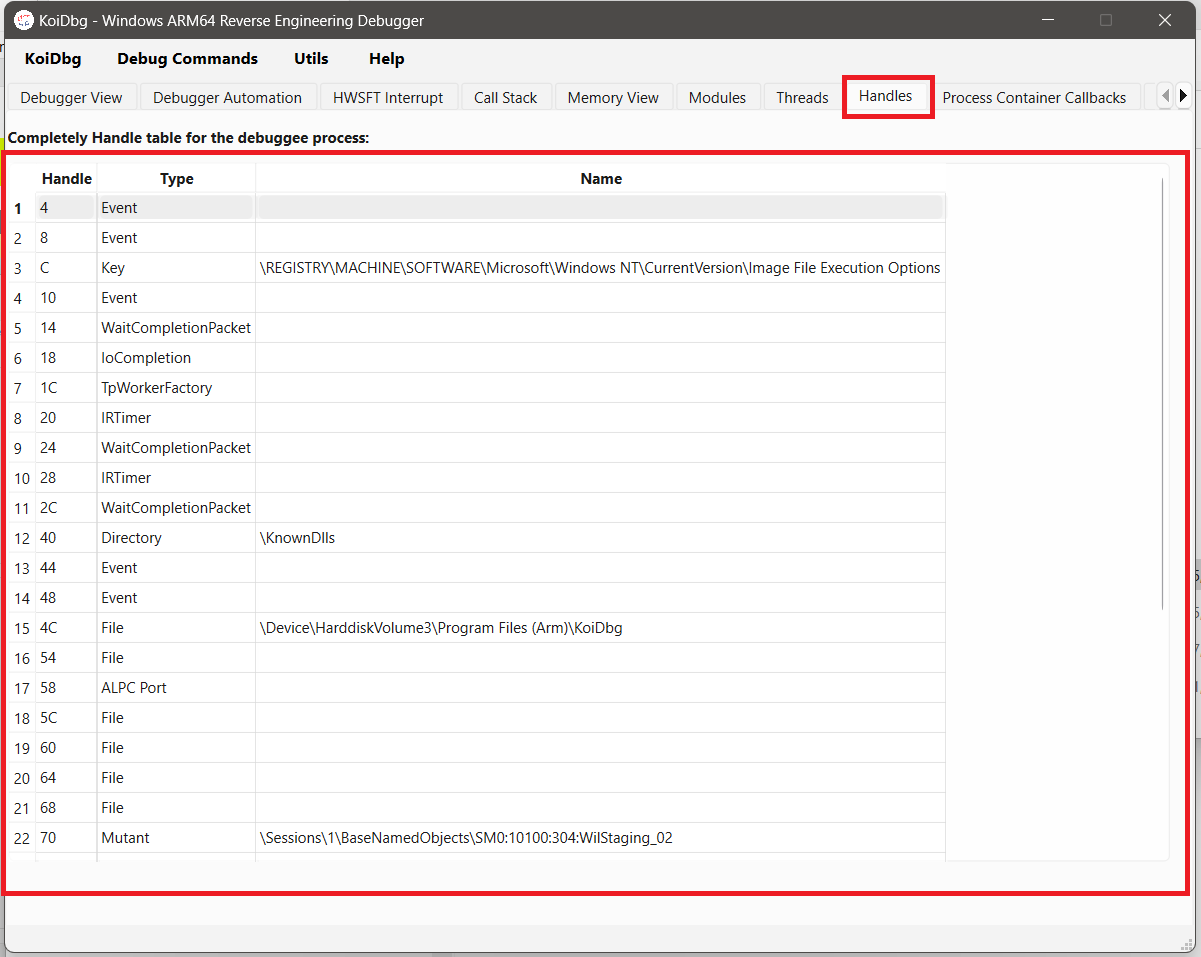 KoiDbg - Windows ARM64 Reverse Engineering Debugger
KoiDbg Debug Commands Utils Help
Debugger View Debugger Automation HWSFT Interrupt Call Stack Memory View Modules Threads Handles Process Container Callbacks
Completely Handle table for the debuggee process:
Handle Type Name
1 4 Event
2 8 Event
3 C Key \REGISTRY\MACHINE\SOFTWARE\Microsoft\Windows NT\CurrentVersion\Image File Execution Options
4 10 Event
5 14 WaitCompletionPacket
6 18 IoCompletion
7 1C TpWorkerFactory
8 20 IRTimer
9 24 WaitCompletionPacket
10 28 IRTimer
11 2C WaitCompletionPacket
12 40 Directory \KnownDlls
13 44 Event
14 48 Event
15 4C File \Device\HarddiskVolume3\Program Files (Arm)\KoiDbg
16 54 File
17 58 ALPC Port
18 5C File
19 60 File
20 64 File
21 68 File
22 70 Mutant \Sessions\1\BaseNamedObjects\SM0:10100:304:WilStaging_02